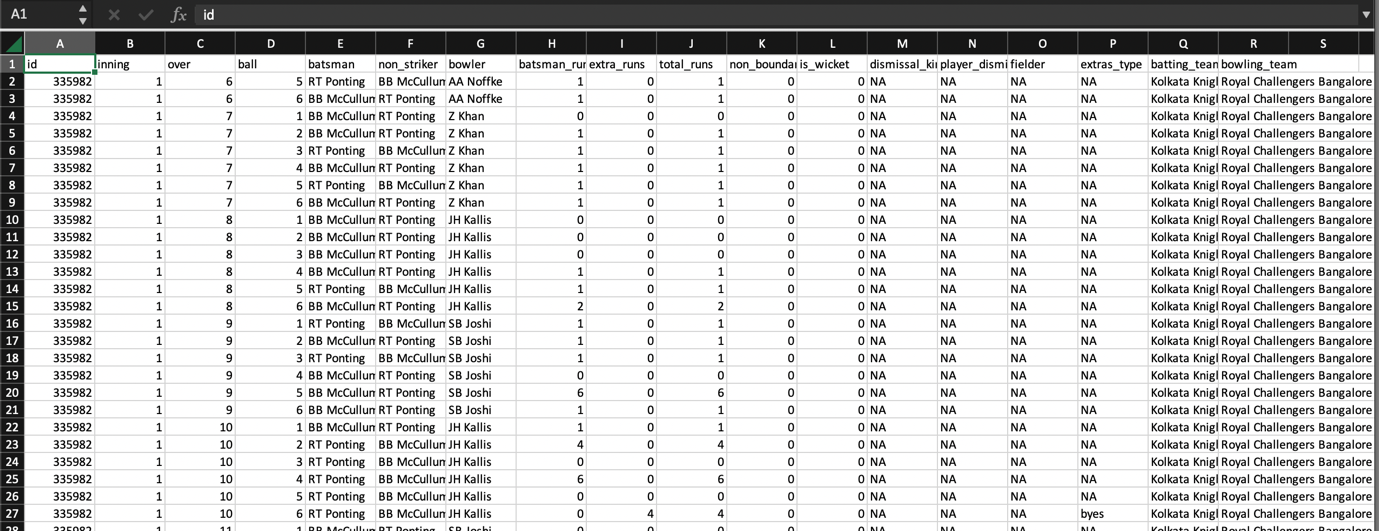 A1 fx id
A B C D E F G H I J K L M N O P Q R S
1 id inning over ball batsman non_striker bowler batsman_run extra_runs total_runs non_boundar is_wicket dismissal_ki player_dismi fielder extras_type batting_team bowling_team
2 335982 1 6 5 RT Ponting BB McCullum AA Noffke 1 0 1 0 0 NA NA NA NA Kolkata Knigl Royal Challengers Bangalore
3 335982 1 6 6 BB McCullum RT Ponting AA Noffke 1 0 1 0 0 NA NA NA NA Kolkata Knigl Royal Challengers Bangalore
4 335982 1 7 1 BB McCullum RT Ponting Z Khan 0 0 0 0 0 NA NA NA NA Kolkata Knigl Royal Challengers Bangalore
5 335982 1 7 2 BB McCullum RT Ponting Z Khan 1 0 1 0 0 NA NA NA NA Kolkata Knigl Royal Challengers Bangalore
6 335982 1 7 3 RT Ponting BB McCullum Z Khan 1 0 1 0 0 NA NA NA NA Kolkata Knigl Royal Challengers Bangalore
7 335982 1 7 4 BB McCullum RT Ponting Z Khan 1 0 1 0 0 NA NA NA NA Kolkata Knigl Royal Challengers Bangalore
8 335982 1 7 5 RT Ponting BB McCullum Z Khan 1 0 1 0 0 NA NA NA NA Kolkata Knigl Royal Challengers Bangalore
9 335982 1 7 6 BB McCullum RT Ponting Z Khan 1 0 1 0 0 NA NA NA NA Kolkata Knigl Royal Challengers Bangalore
10 335982 1 8 1 BB McCullum RT Ponting JH Kallis 0 0 0 0 0 NA NA NA NA Kolkata Knigl Royal Challengers Bangalore
11 335982 1 8 2 BB McCullum RT Ponting JH Kallis 0 0 0 0 0 NA NA NA NA Kolkata Knigl Royal Challengers Bangalore
12 335982 1 8 3 BB McCullum RT Ponting JH Kallis 0 0 0 0 0 NA NA NA NA Kolkata Knigl Royal Challengers Bangalore
13 335982 1 8 4 BB McCullum RT Ponting JH Kallis 1 0 1 0 0 NA NA NA NA Kolkata Knigl Royal Challengers Bangalore
14 335982 1 8 5 RT Ponting BB McCullum JH Kallis 1 0 1 0 0 NA NA NA NA Kolkata Knigl Royal Challengers Bangalore
15 335982 1 8 6 BB McCullum RT Ponting JH Kallis 2 0 2 0 0 NA NA NA NA Kolkata Knigl Royal Challengers Bangalore
16 335982 1 9 1 RT Ponting BB McCullum SB Joshi 1 0 1 0 0 NA NA NA NA Kolkata Knigl Royal Challengers Bangalore
17 335982 1 9 2 BB McCullum RT Ponting SB Joshi 1 0 1 0 0 NA NA NA NA Kolkata Knigl Royal Challengers Bangalore
18 335982 1 9 3 RT Ponting BB McCullum SB Joshi 1 0 1 0 0 NA NA NA NA Kolkata Knigl Royal Challengers Bangalore
19 335982 1 9 4 BB McCullum RT Ponting SB Joshi 0 0 0 0 0 NA NA NA NA Kolkata Knigl Royal Challengers Bangalore
20 335982 1 9 5 BB McCullum RT Ponting SB Joshi 6 0 6 0 0 NA NA NA NA Kolkata Knigl Royal Challengers Bangalore
21 335982 1 9 6 BB McCullum RT Ponting SB Joshi 1 0 1 0 0 NA NA NA NA Kolkata Knigl Royal Challengers Bangalore
22 335982 1 10 1 BB McCullum RT Ponting JH Kallis 1 0 1 0 0 NA NA NA NA Kolkata Knigl Royal Challengers Bangalore
23 335982 1 10 2 RT Ponting BB McCullum JH Kallis 4 0 4 0 0 NA NA NA NA Kolkata Knigl Royal Challengers Bangalore
24 335982 1 10 3 RT Ponting BB McCullum JH Kallis 0 0 0 0 0 NA NA NA NA Kolkata Knigl Royal Challengers Bangalore
25 335982 1 10 4 RT Ponting BB McCullum JH Kallis 6 0 6 0 0 NA NA NA NA Kolkata Knigl Royal Challengers Bangalore
26 335982 1 10 5 RT Ponting BB McCullum JH Kallis 0 0 0 0 0 NA NA NA NA Kolkata Knigl Royal Challengers Bangalore
27 335982 1 10 6 RT Ponting BB McCullum JH Kallis 0 4 4 0 0 NA NA NA byes Kolkata Knigl Royal Challengers Bangalore